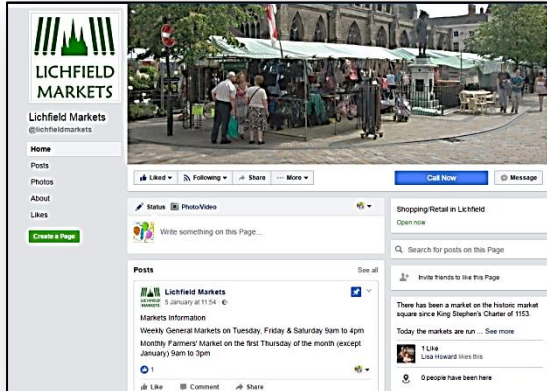 LICHFIELD
MARKETS
Lichfield Markets
@lichfieldmarkets
Home
Posts
Photos
About
Likes
Create a Page
Liked
Following
Share
More
Call Now
Message
Status
Photo/Video
Write something on this Page...
Posts
See all
Lichfield Markets
5 January at 11:54
Markets Information
Weekly General Markets on Tuesday, Friday & Saturday 9am to 4pm
Monthly Farmers' Market on the first Thursday of the month (except
January) 9am to 3pm
1
Like
Comment
Share
Shopping/Retail in Lichfield
Open now
Search for posts on this Page
Invite friends to like this Page
There has been a market on the historic market
square since King Stephen's Charter of 1153.
Today the markets are run ... See more
1 Like
Lisa Howard likes this
0 people have been here